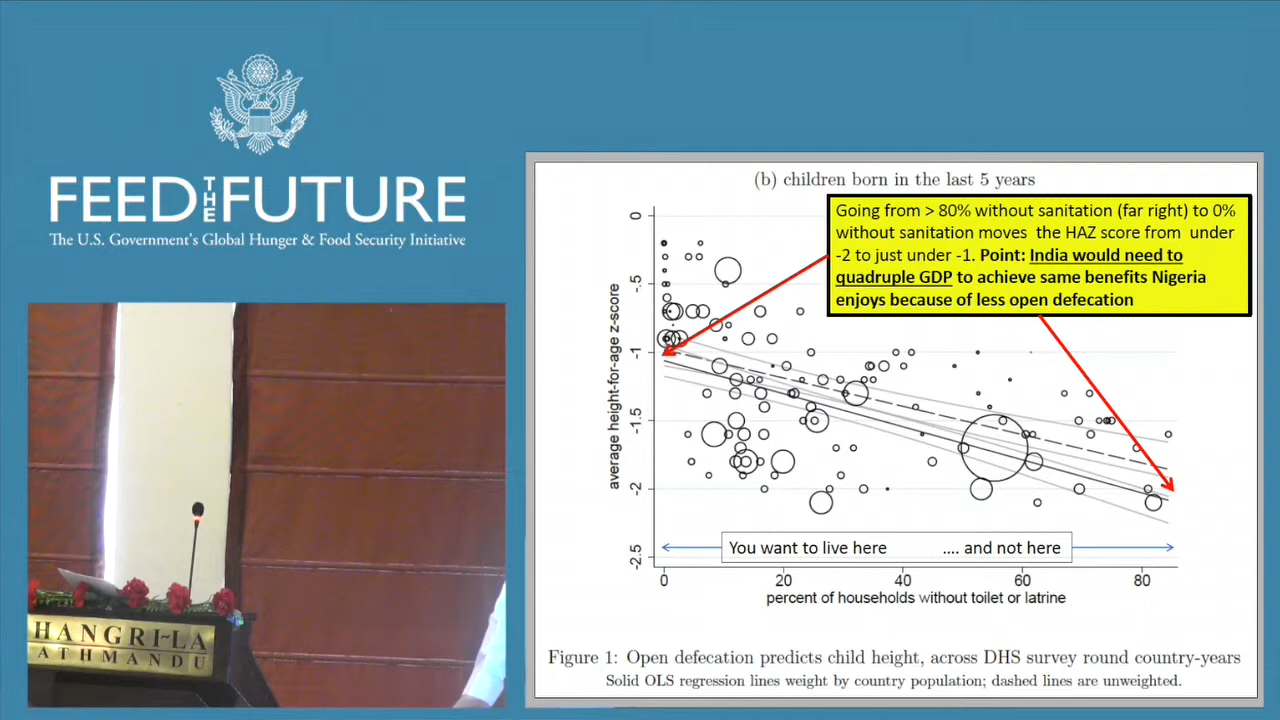 FEED THE FUTURE
The U.S. Government's Global Hunger & Food Security Initiative
HANGRI~LA
ATHMANDU
(b) children born in the last 5 years
Going from > 80% without sanitation (far right) to 0%
without sanitation moves the HAZ score from under
-2 to just under -1. Point: India would need to
quadruple GDP to achieve same benefits Nigeria
enjoys because of less open defecation
average height-for-age z-score
0
-.5
-1
-1.5
-2
-2.5
You want to live here .... and not here
0 20 40 60 80
percent of households without toilet or latrine
Figure 1: Open defecation predicts child height, across DHS survey round country-years
Solid OLS regression lines weight by country population; dashed lines are unweighted.